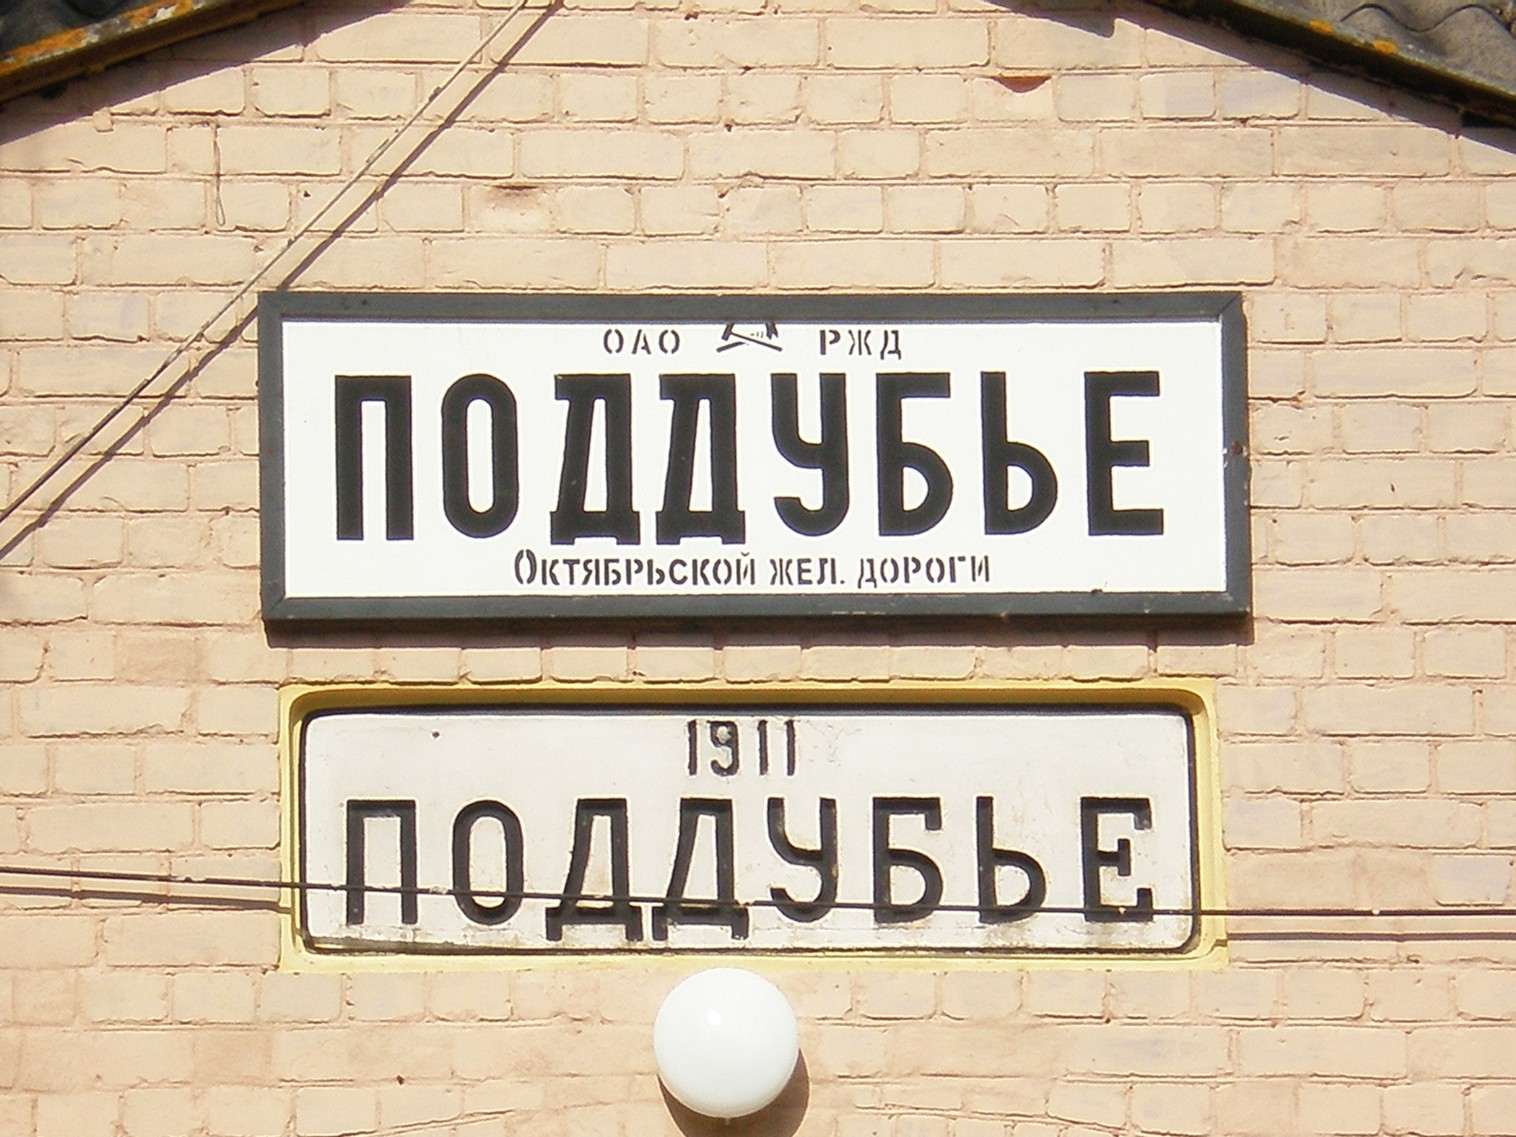 ОАО РЖД
ПОДДУБЬЕ
Октябрьской жел. дороги
1911
ПОДДУБЬЕ